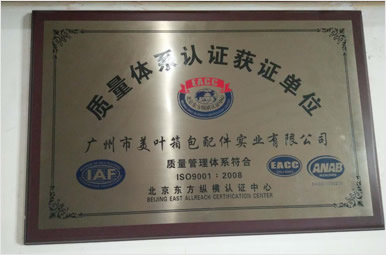 质量体系认证获证单位
EACC
广州市美叶箱包配件实业有限公司
质量管理体系符合
ISO9001:2008
IAF
EACC
ANAB
北京东方纵横认证中心
BEIJING EAST ALLREACH CERTIFICATION CENTER